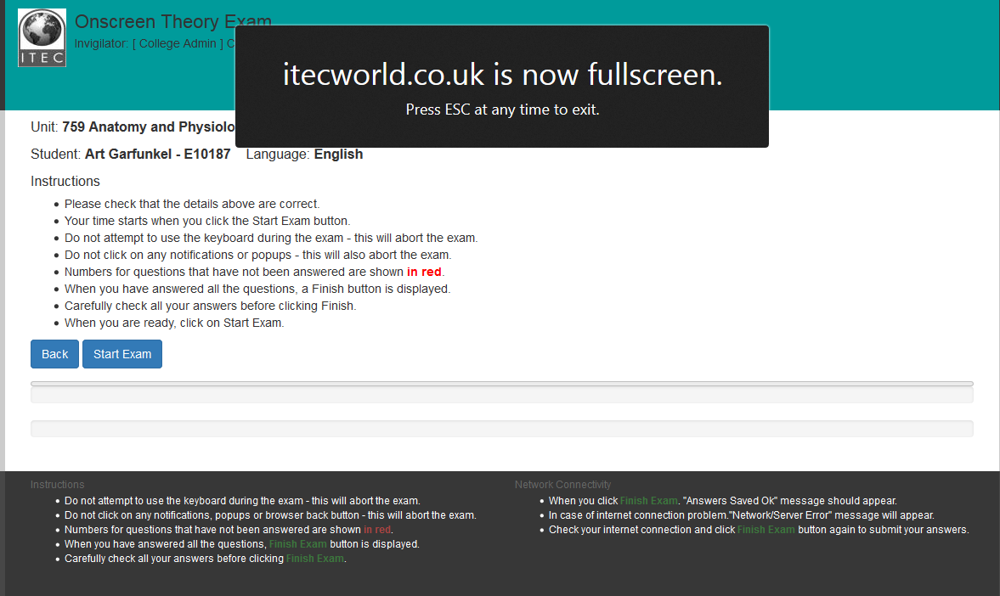 ITEC
Onscreen Theory Exam
Invigilator: [ College Admin ] C
itecworld.co.uk is now fullscreen.
Press ESC at any time to exit.
Unit: 759 Anatomy and Physiolo
Student: Art Garfunkel - E10187 Language: English
Instructions
• Please check that the details above are correct.
• Your time starts when you click the Start Exam button.
• Do not attempt to use the keyboard during the exam - this will abort the exam.
• Do not click on any notifications or popups - this will also abort the exam.
• Numbers for questions that have not been answered are shown in red.
• When you have answered all the questions, a Finish button is displayed.
• Carefully check all your answers before clicking Finish.
• When you are ready, click on Start Exam.
Back Start Exam
Instructions
• Do not attempt to use the keyboard during the exam - this will abort the exam.
• Do not click on any notifications, popups or browser back button - this will abort the exam.
• Numbers for questions that have not been answered are shown in red.
• When you have answered all the questions, Finish Exam button is displayed.
• Carefully check all your answers before clicking Finish Exam.
Network Connectivity
• When you click Finish Exam. "Answers Saved Ok" message should appear.
• In case of internet connection problem."Network/Server Error" message will appear.
• Check your internet connection and click Finish Exam button again to submit your answers.